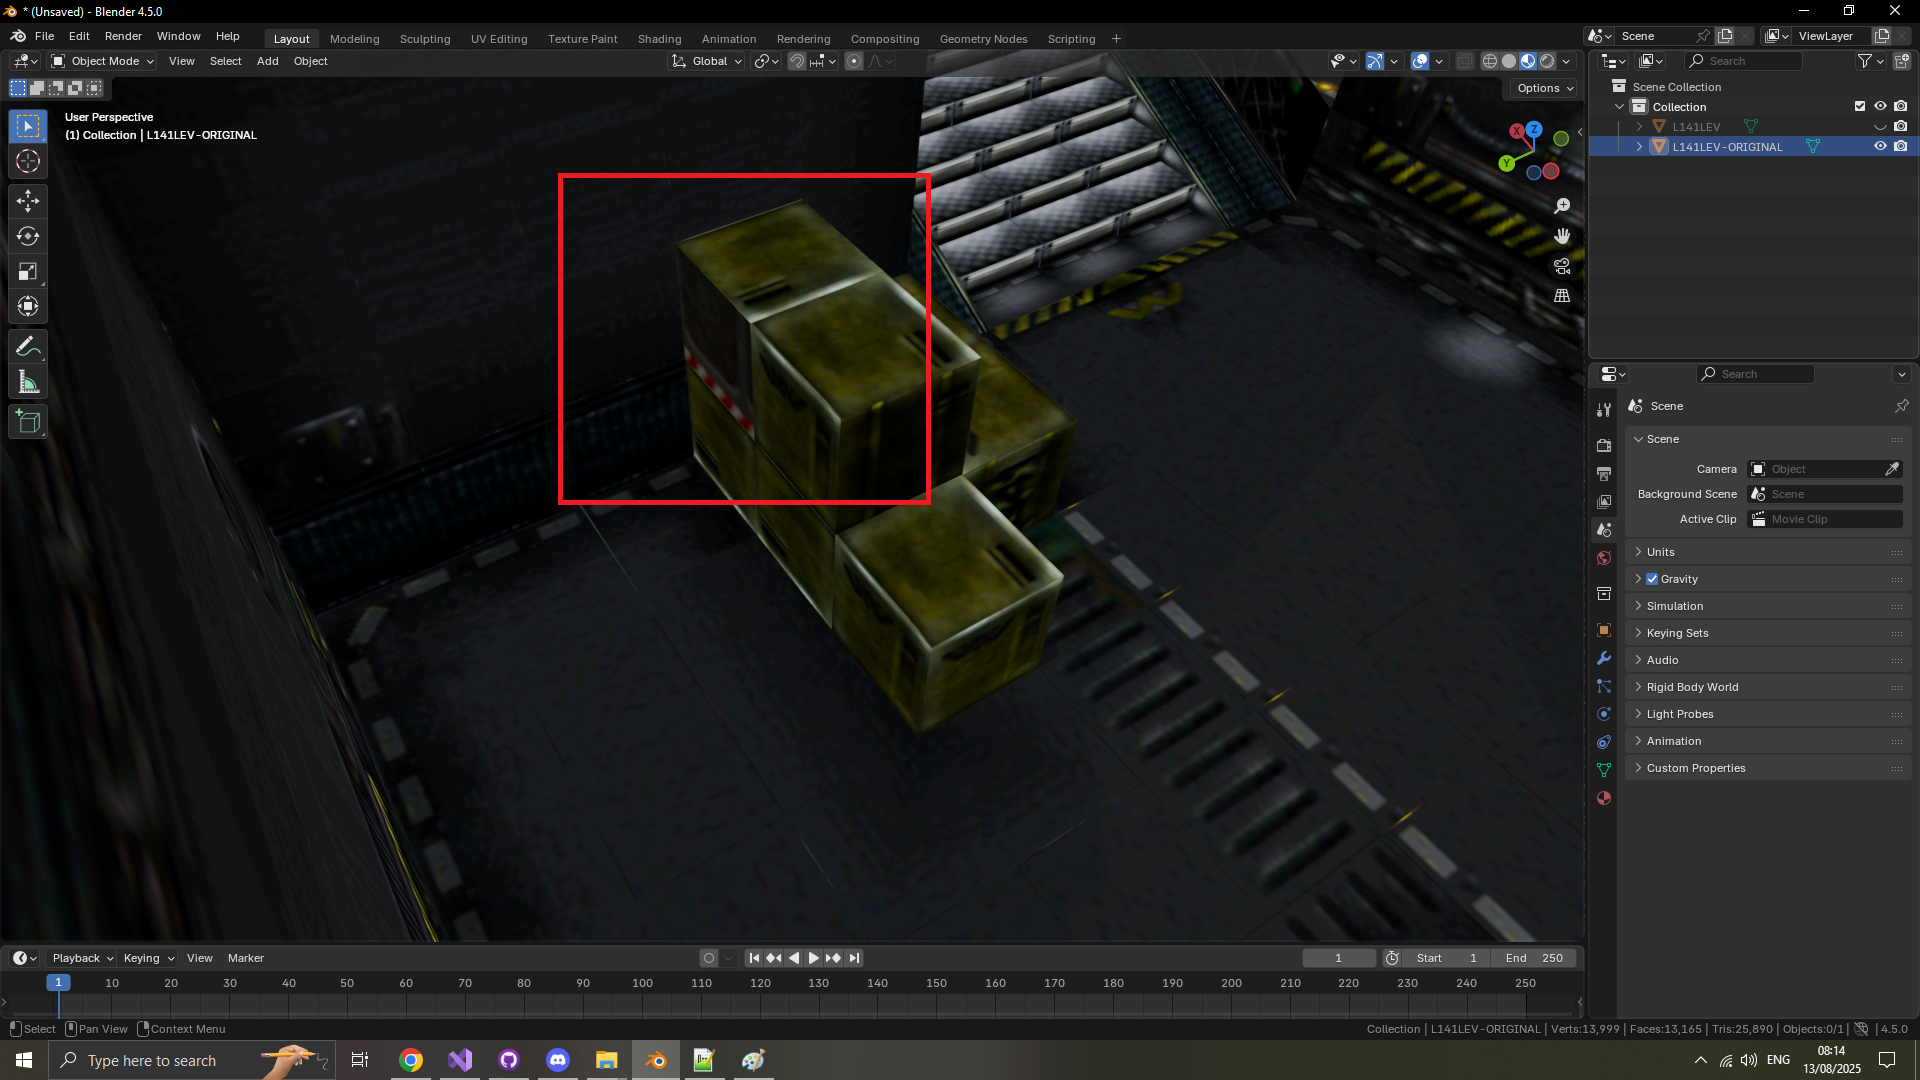 * (Unsaved) - Blender 4.5.0
File Edit Render Window Help Layout Modeling Sculpting UV Editing Texture Paint Shading Animation Rendering Compositing Geometry Nodes Scripting + Scene ViewLayer
Object Mode View Select Add Object Global Search
Options
User Perspective
(1) Collection | L141LEV-ORIGINAL
X Z Y
Scene Collection
Collection
L141LEV
L141LEV-ORIGINAL
Search
Scene
Scene
Camera Object
Background Scene Scene
Active Clip Movie Clip
Units
Gravity
Simulation
Keying Sets
Audio
Rigid Body World
Light Probes
Animation
Custom Properties
Playback Keying View Marker 1 Start 1 End 250
1 10 20 30 40 50 60 70 80 90 100 110 120 130 140 150 160 170 180 190 200 210 220 230 240 250
Select Pan View Context Menu Collection | L141LEV-ORIGINAL | Verts:13,999 | Faces:13,165 | Tris:25,890 | Objects:0/1 | 4.5.0
Type here to search ENG 08:14
13/08/2025